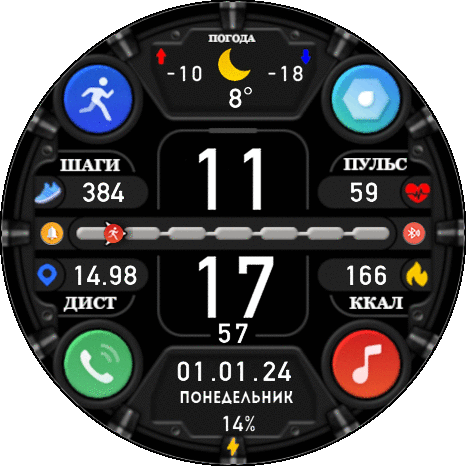 ПОГОДА
-10 -18
8°
ШАГИ 11 ПУЛЬС
384 59
14.98 17 166
ДИСТ ККАЛ
57
01.01.24
ПОНЕДЕЛЬНИК
14%